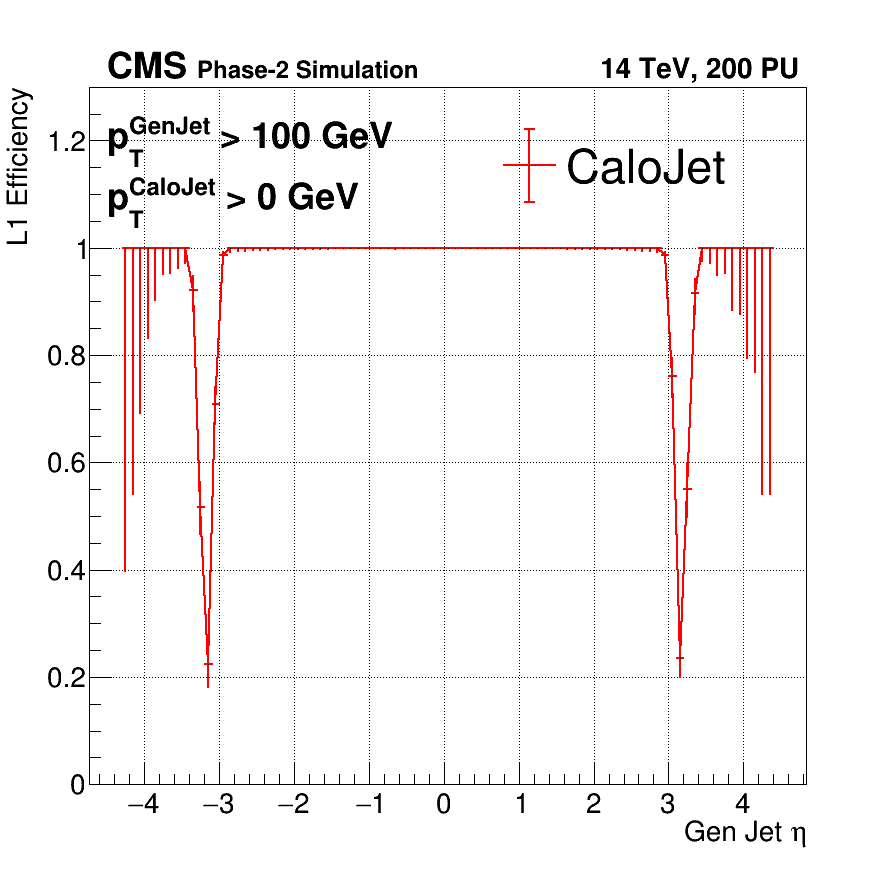 CMS Phase-2 Simulation 14 TeV, 200 PU
L1 Efficiency
p_T^GenJet > 100 GeV
p_T^CaloJet > 0 GeV
CaloJet
1.2
1
0.8
0.6
0.4
0.2
0
−4 −3 −2 −1 0 1 2 3 4
Gen Jet η